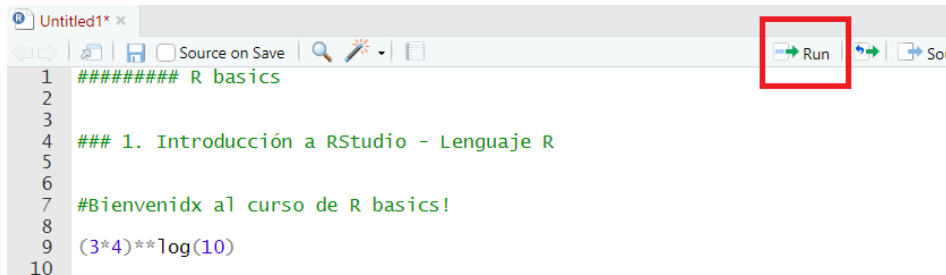 Untitled1*
Source on Save Run
1 ######### R basics
2
3
4 ### 1. Introducción a RStudio - Lenguaje R
5
6
7 #Bienvenidx al curso de R basics!
8
9 (3*4)**log(10)
10